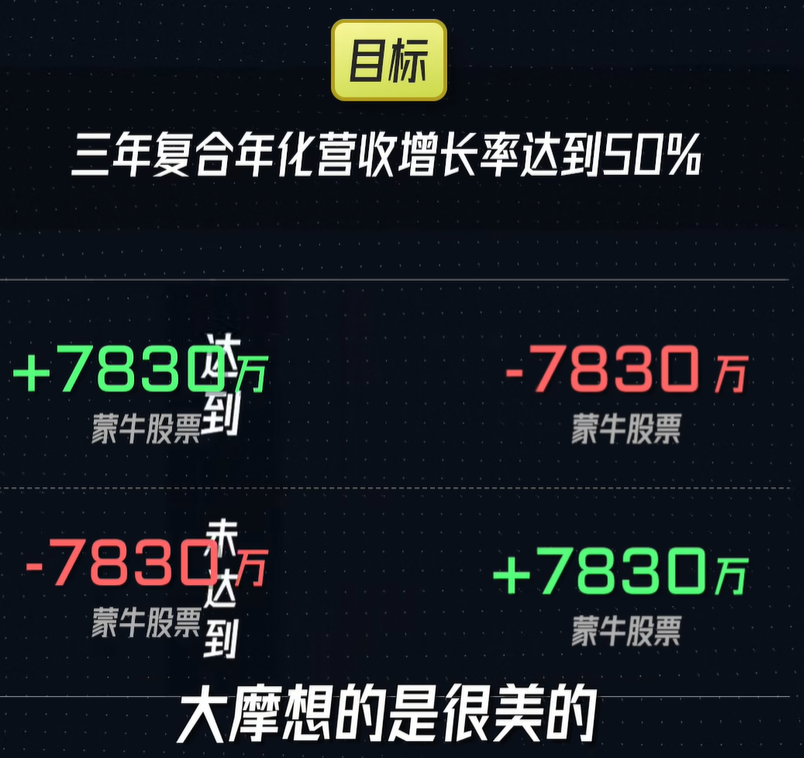 目标
三年复合年化营收增长率达到50%
+7830万
达到
-7830万
蒙牛股票
蒙牛股票
-7830万
未达到
+7830万
蒙牛股票
蒙牛股票
大摩想的是很美的